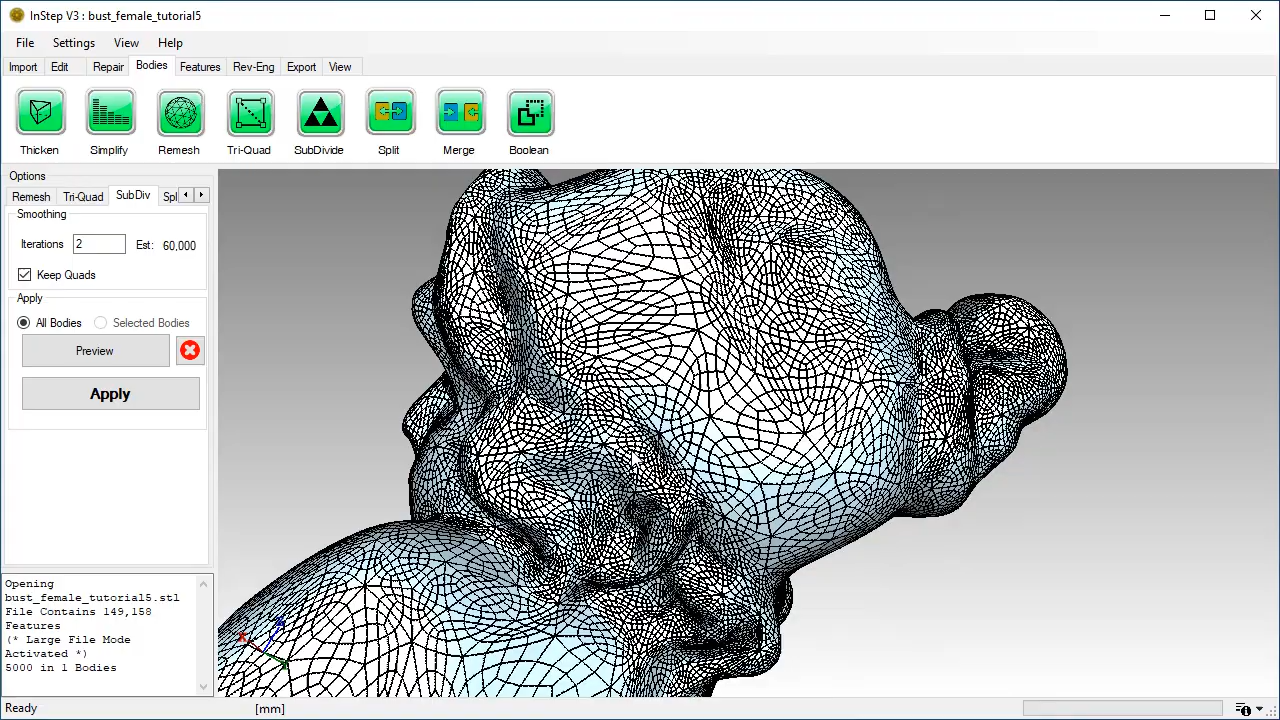 InStep V3 : bust_female_tutorial5
File Settings View Help
Import Edit Repair Bodies Features Rev-Eng Export View
Thicken Simplify Remesh Tri-Quad SubDivide Split Merge Boolean
Options
Remesh Tri-Quad SubDiv Spl
Smoothing
Iterations 2 Est: 60,000
Keep Quads
Apply
All Bodies Selected Bodies
Preview
Apply
Opening
bust_female_tutorial5.stl
File Contains 149,158
Features
(* Large File Mode
Activated *)
5000 in 1 Bodies
X
Ready [mm]